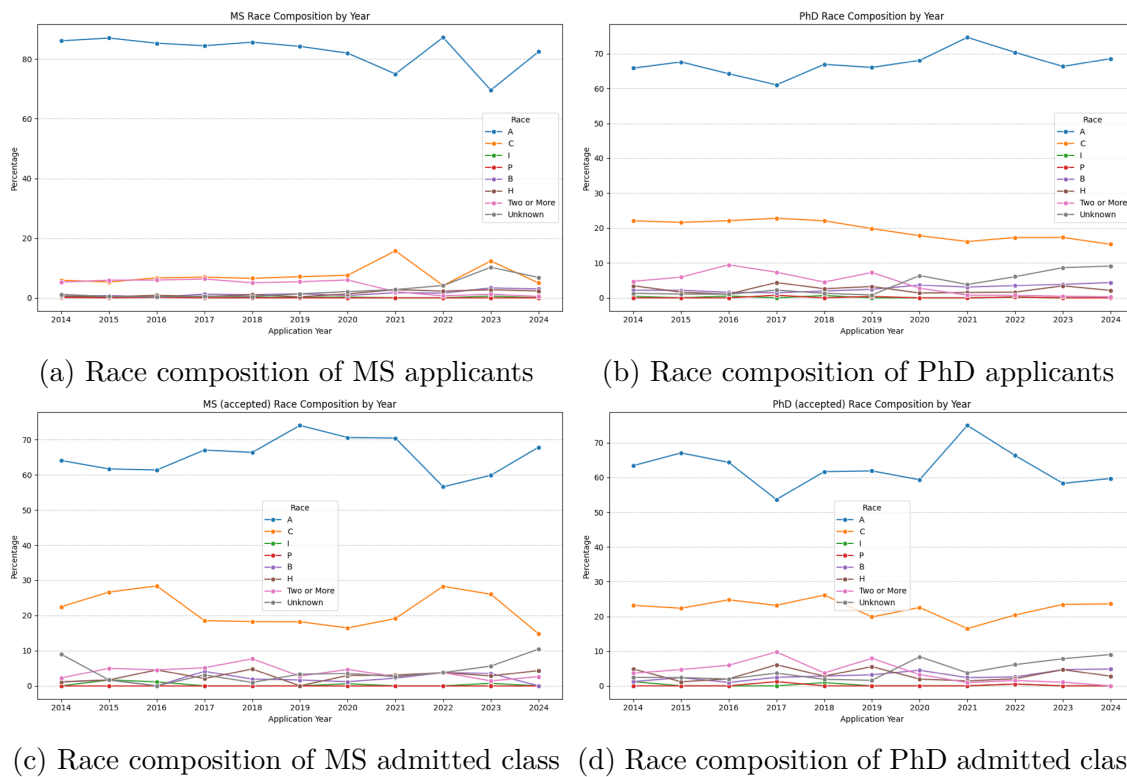 MS Race Composition by Year
80
60
40
20
0
Percentage
2014 2015 2016 2017 2018 2019 2020 2021 2022 2023 2024
Application Year
Race
A
C
I
P
B
H
Two or More
Unknown
(a) Race composition of MS applicants
PhD Race Composition by Year
70
60
50
40
30
20
10
0
Percentage
2014 2015 2016 2017 2018 2019 2020 2021 2022 2023 2024
Application Year
Race
A
C
I
P
B
H
Two or More
Unknown
(b) Race composition of PhD applicants
MS (accepted) Race Composition by Year
70
60
50
40
30
20
10
0
Percentage
2014 2015 2016 2017 2018 2019 2020 2021 2022 2023 2024
Application Year
Race
A
C
I
P
B
H
Two or More
Unknown
(c) Race composition of MS admitted class
PhD (accepted) Race Composition by Year
70
60
50
40
30
20
10
0
Percentage
2014 2015 2016 2017 2018 2019 2020 2021 2022 2023 2024
Application Year
Race
A
C
I
P
B
H
Two or More
Unknown
(d) Race composition of PhD admitted clas